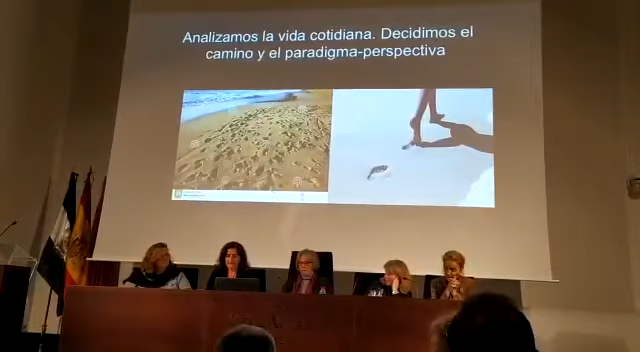 Analizamos la vida cotidiana. Decidimos el
camino y el paradigma-perspectiva